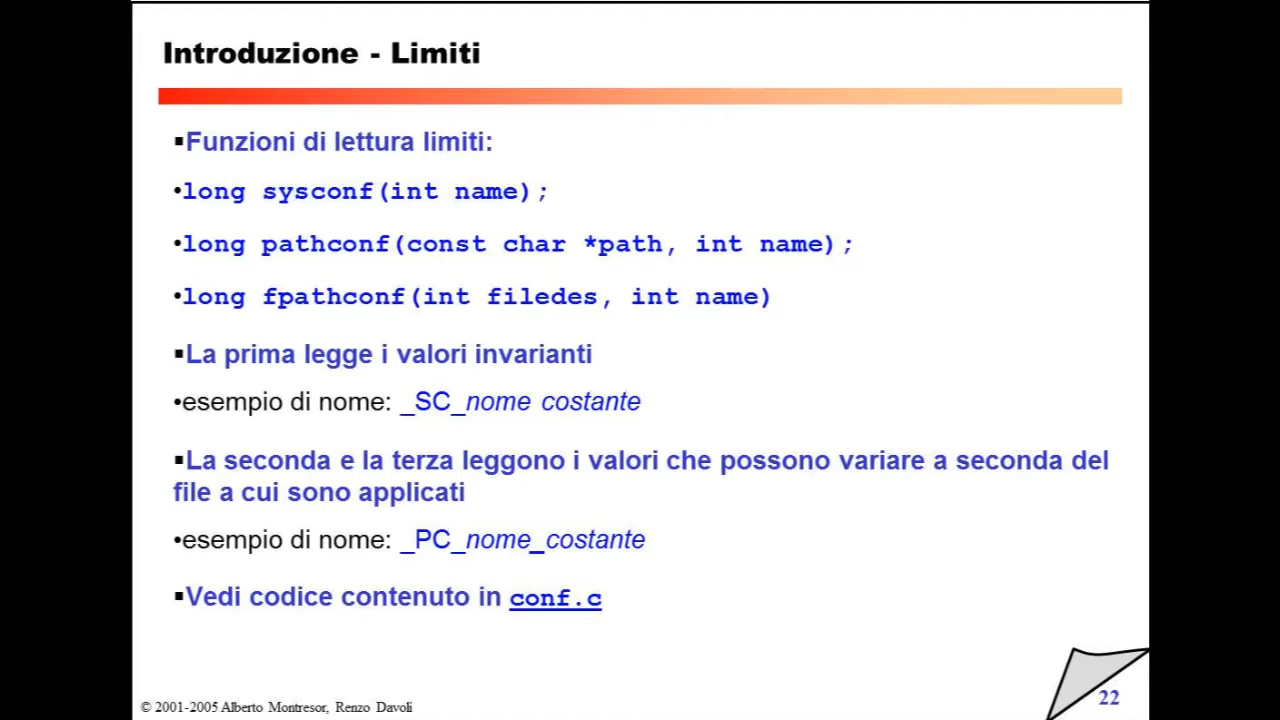 Introduzione - Limiti
▪Funzioni di lettura limiti:
•long sysconf(int name);
•long pathconf(const char *path, int name);
•long fpathconf(int filedes, int name)
▪La prima legge i valori invarianti
•esempio di nome: _SC_nome costante
▪La seconda e la terza leggono i valori che possono variare a seconda del
file a cui sono applicati
•esempio di nome: _PC_nome_costante
▪Vedi codice contenuto in conf.c
© 2001-2005 Alberto Montresor, Renzo Davoli
22